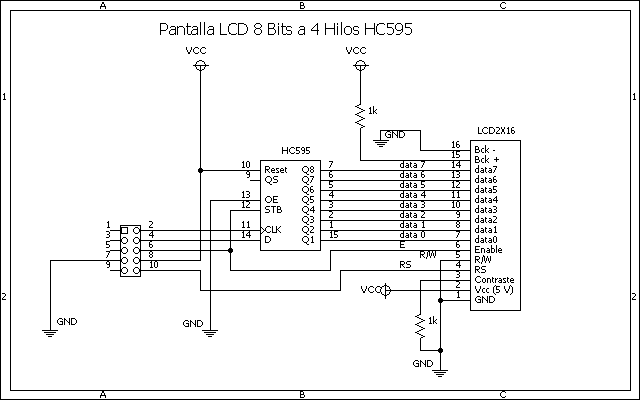 A B C
Pantalla LCD 8 Bits a 4 Hilos HC595
VCC VCC
1 1
1k
LCD2X16
GND
16 Bck -
HC595
15 Bck +
10 Reset Q8 7 data 7 14 data7
9 QS Q7 6 data 6 13 data6
Q6 5 data 5 12 data5
13 OE Q5 4 data 4 11 data4
12 STB Q4 3 data 3 10 data3
Q3 2 data 2 9 data2
1 2 11 CLK Q2 1 data 1 8 data1
3 4 14 D Q1 15 data 0 7 data0
5 6 E 6 Enable
7 8 R/W 5 R/W
9 10 RS 4 RS
3 Contraste
VCC 2 Vcc (5 V)
2 1 GND 2
GND GND 1k
GND
A B C